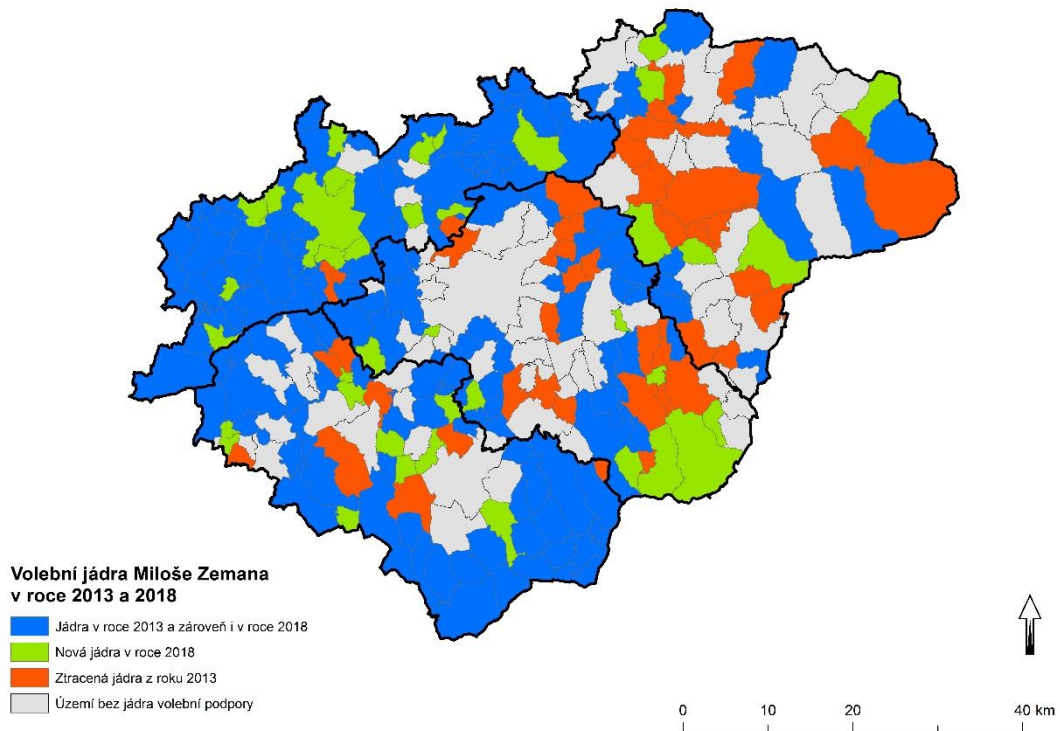 Volební jádra Miloše Zemana
v roce 2013 a 2018
Jádra v roce 2013 a zároveň i v roce 2018
Nová jádra v roce 2018
Ztracená jádra z roku 2013
Území bez jádra volební podpory
0 10 20 40 km